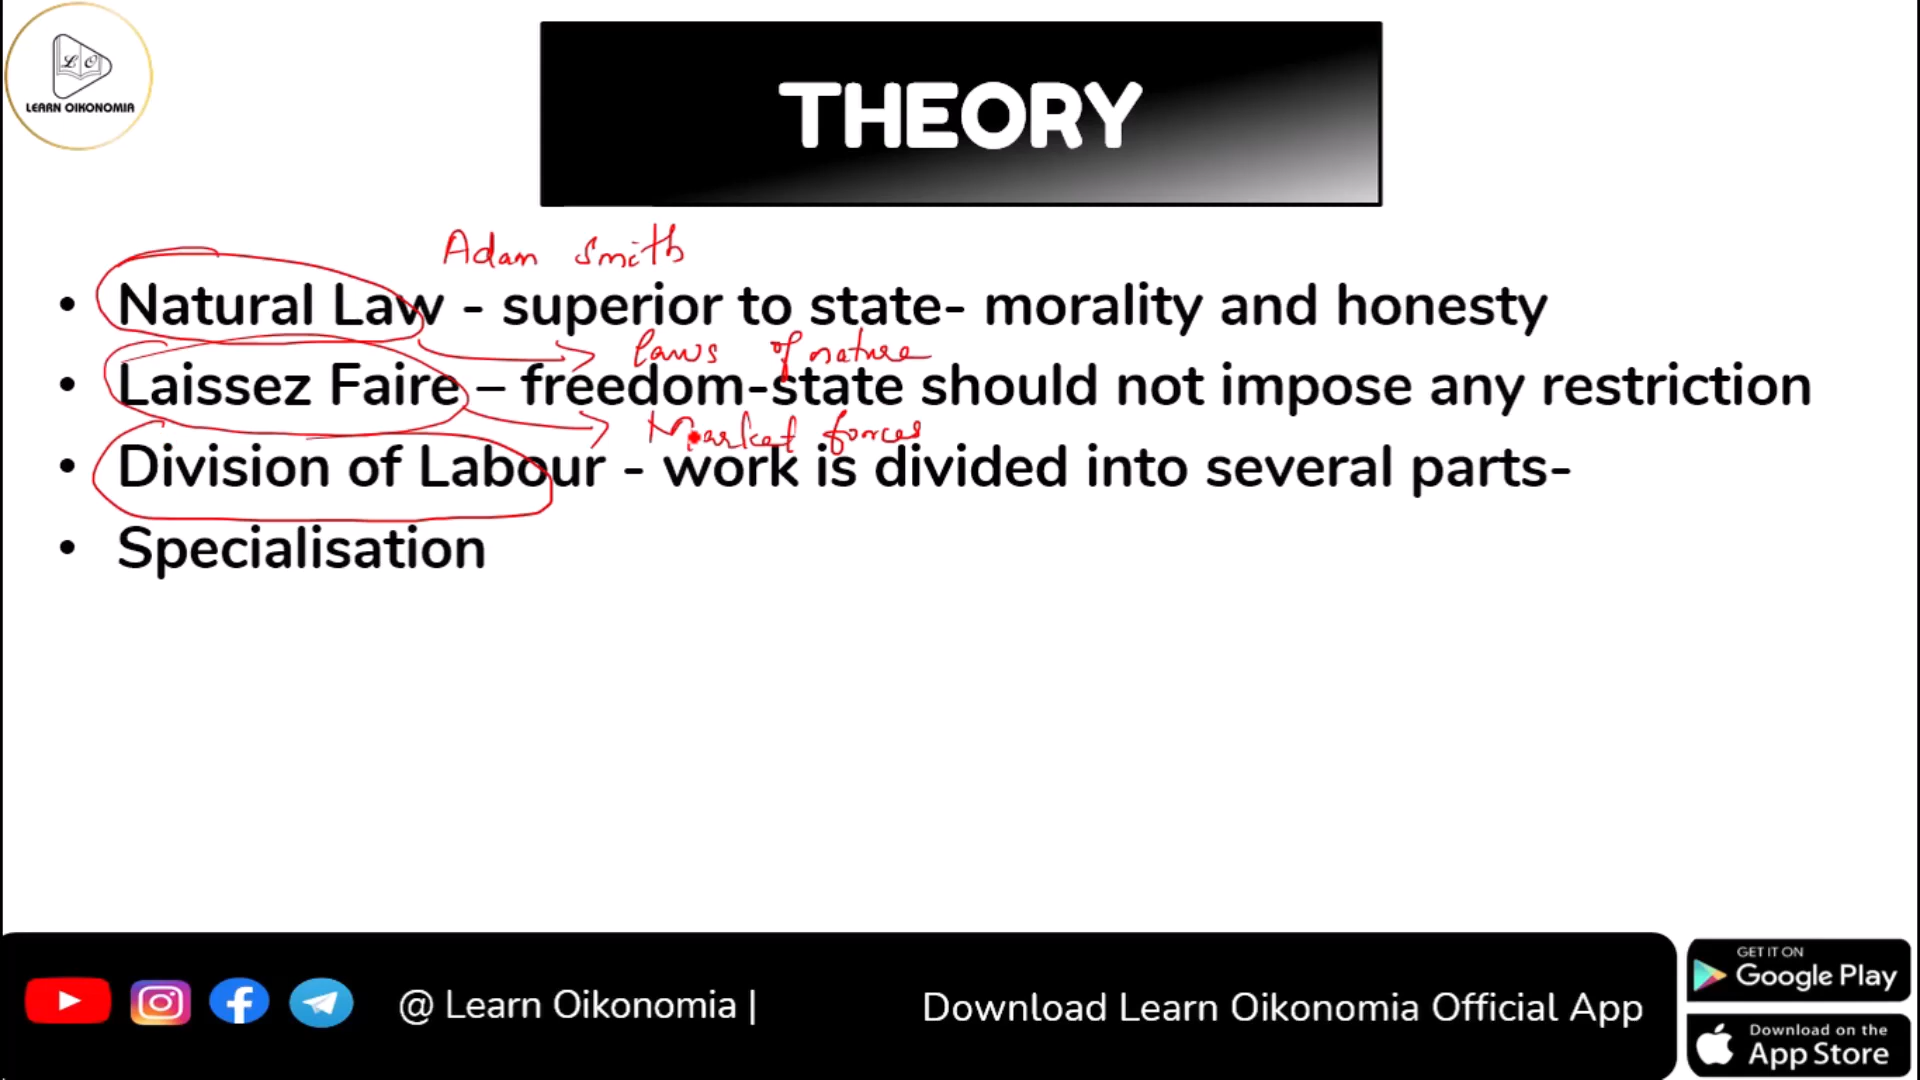 LO
LEARN OIKONOMIA
THEORY
Adam Smith
• Natural Law - superior to state- morality and honesty
laws of nature
• Laissez Faire – freedom-state should not impose any restriction
Market forces
• Division of Labour - work is divided into several parts-
• Specialisation
@ Learn Oikonomia |
Download Learn Oikonomia Official App
GET IT ON
Google Play
Download on the
App Store